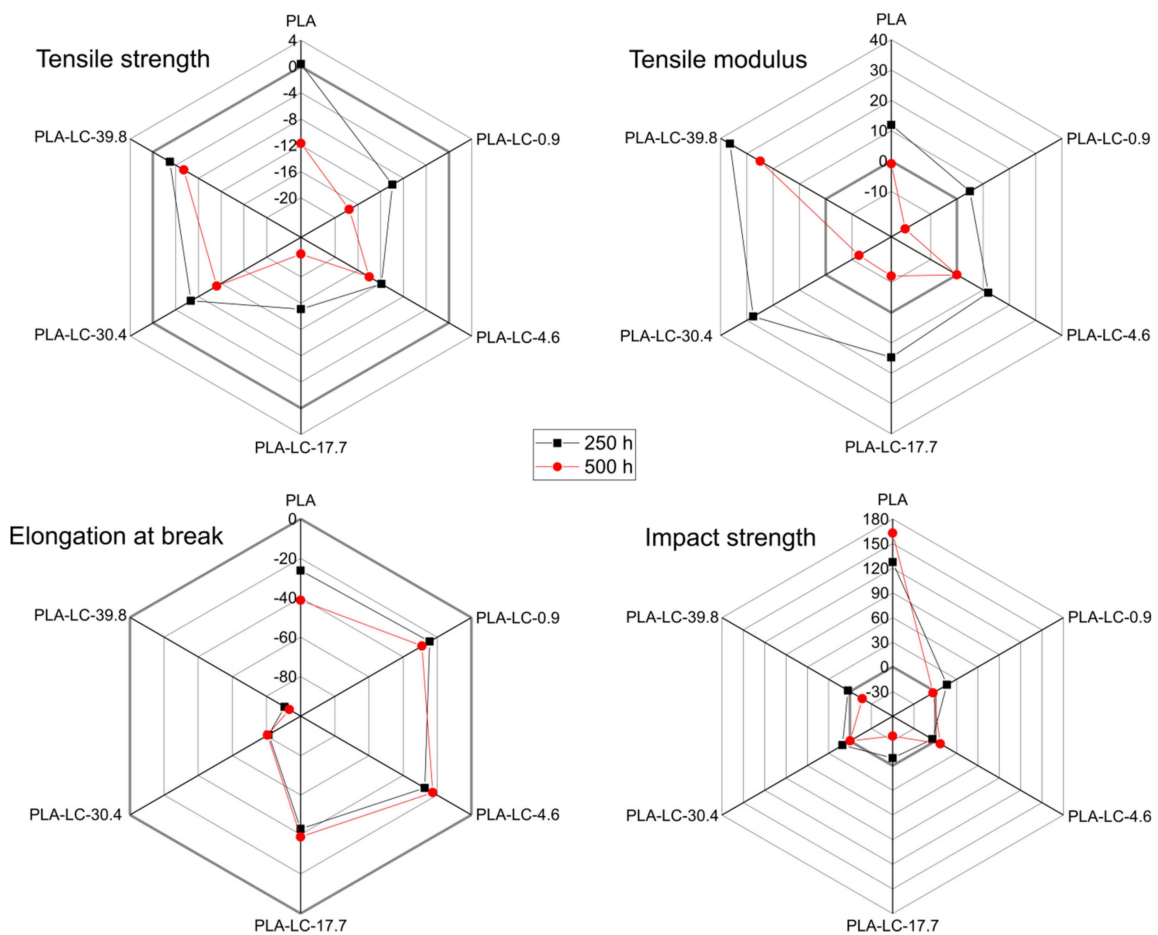 Tensile strength
PLA
4
0
-4
-8
-12
-16
-20
PLA-LC-0.9
PLA-LC-4.6
PLA-LC-17.7
PLA-LC-30.4
PLA-LC-39.8
Tensile modulus
PLA
40
30
20
10
0
-10
PLA-LC-0.9
PLA-LC-4.6
PLA-LC-17.7
PLA-LC-30.4
PLA-LC-39.8
250 h
500 h
Elongation at break
PLA
0
-20
-40
-60
-80
PLA-LC-0.9
PLA-LC-4.6
PLA-LC-17.7
PLA-LC-30.4
PLA-LC-39.8
Impact strength
PLA
180
150
120
90
60
30
0
-30
PLA-LC-0.9
PLA-LC-4.6
PLA-LC-17.7
PLA-LC-30.4
PLA-LC-39.8